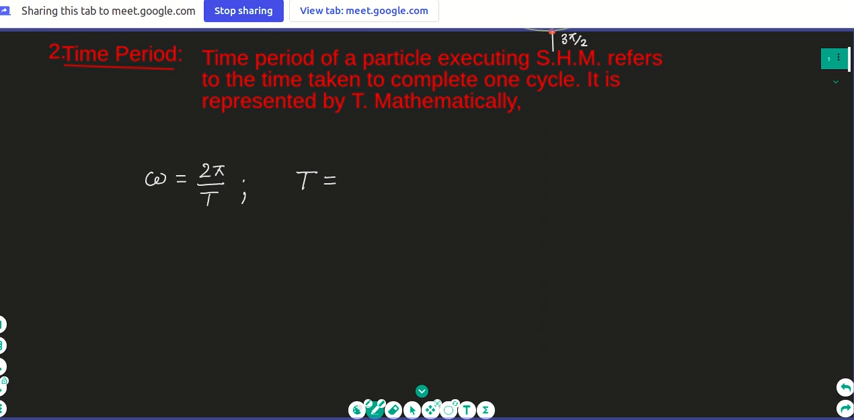 Sharing this tab to meet.google.com
Stop sharing
View tab: meet.google.com
3π/2
2. Time Period: Time period of a particle executing S.H.M. refers
to the time taken to complete one cycle. It is
represented by T. Mathematically,
1
ω = 2π/T ; T =
T
Σ